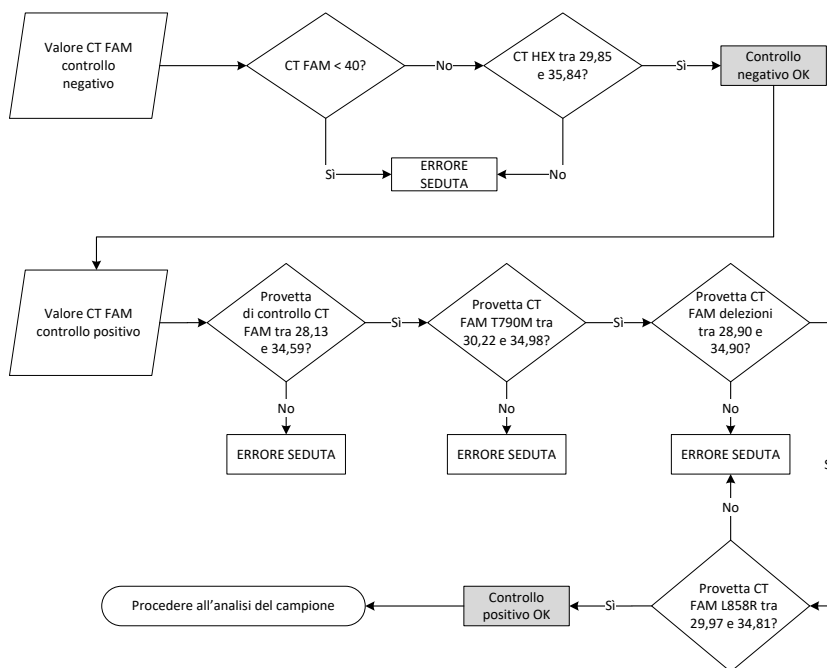 Valore CT FAM
controllo
negativo
CT FAM < 40?
No
CT HEX tra 29,85
e 35,84?
Sì
Controllo
negativo OK
Sì
ERRORE
SEDUTA
No
Valore CT FAM
controllo positivo
Provetta
di controllo CT
FAM tra 28,13
e 34,59?
Sì
Provetta CT
FAM T790M tra
30,22 e 34,98?
Sì
Provetta CT
FAM delezioni
tra 28,90 e
34,90?
No
No
No
ERRORE SEDUTA
ERRORE SEDUTA
ERRORE SEDUTA
S
No
Procedere all’analisi del campione
Controllo
positivo OK
Sì
Provetta CT
FAM L858R tra
29,97 e 34,81?